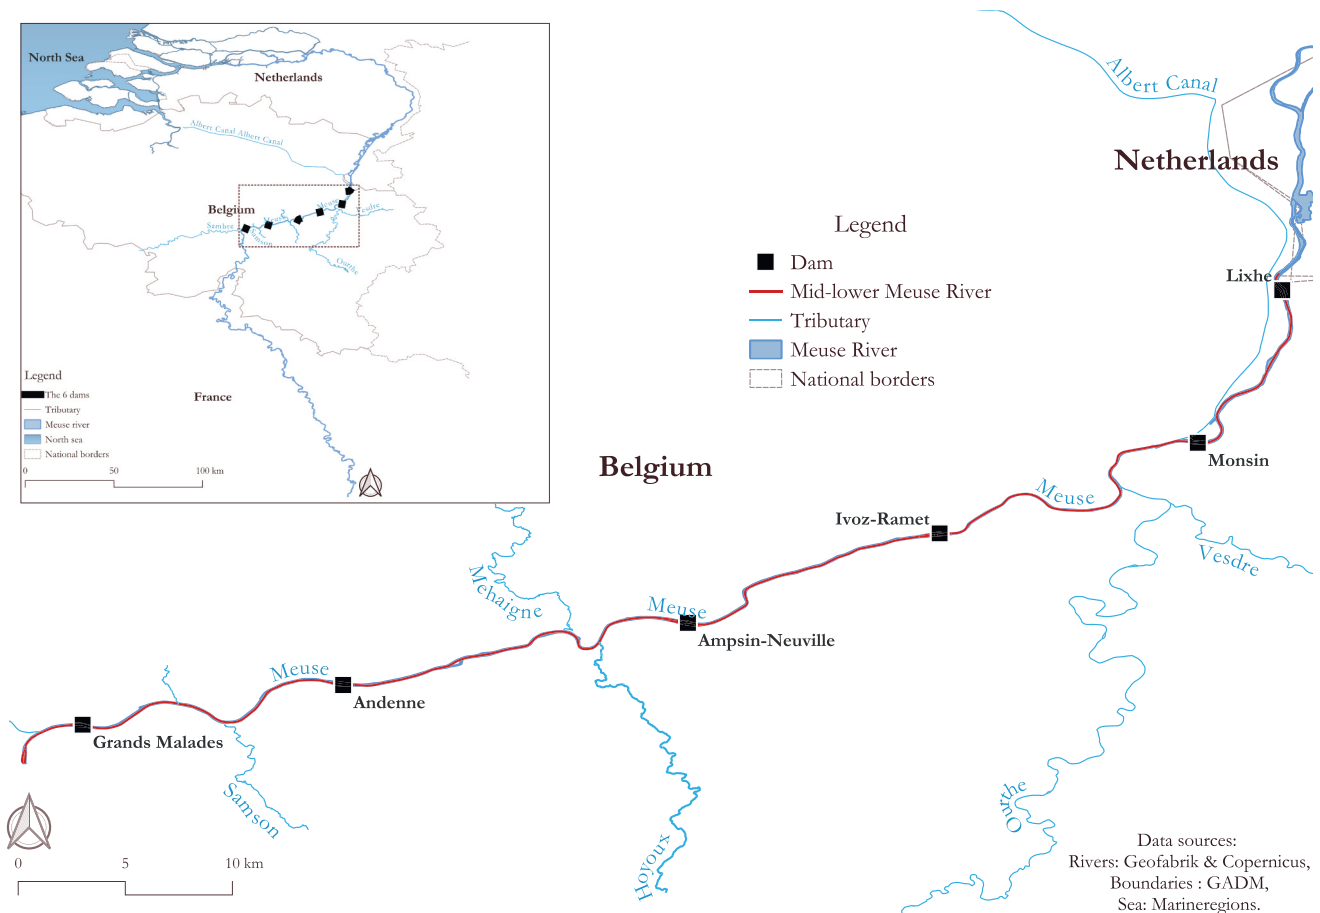 North Sea
Netherlands
Albert Canal Albert Canal
Belgium
Meuse
Meuse
Sambre
Samson
Vesdre
Ourthe
France
Legend
The 6 dams
Tributary
Meuse river
North sea
National borders
0 50 100 km
Albert Canal
Netherlands
Legend
Dam
Mid-lower Meuse River
Tributary
Meuse River
National borders
Lixhe
Belgium
Monsin
Meuse
Ivoz-Ramet
Vesdre
Mehaigne
Meuse
Ampsin-Neuville
Meuse
Andenne
Grands Malades
Samson
Hoyoux
Ourthe
0 5 10 km
Data sources:
Rivers: Geofabrik & Copernicus,
Boundaries : GADM,
Sea: Marineregions.